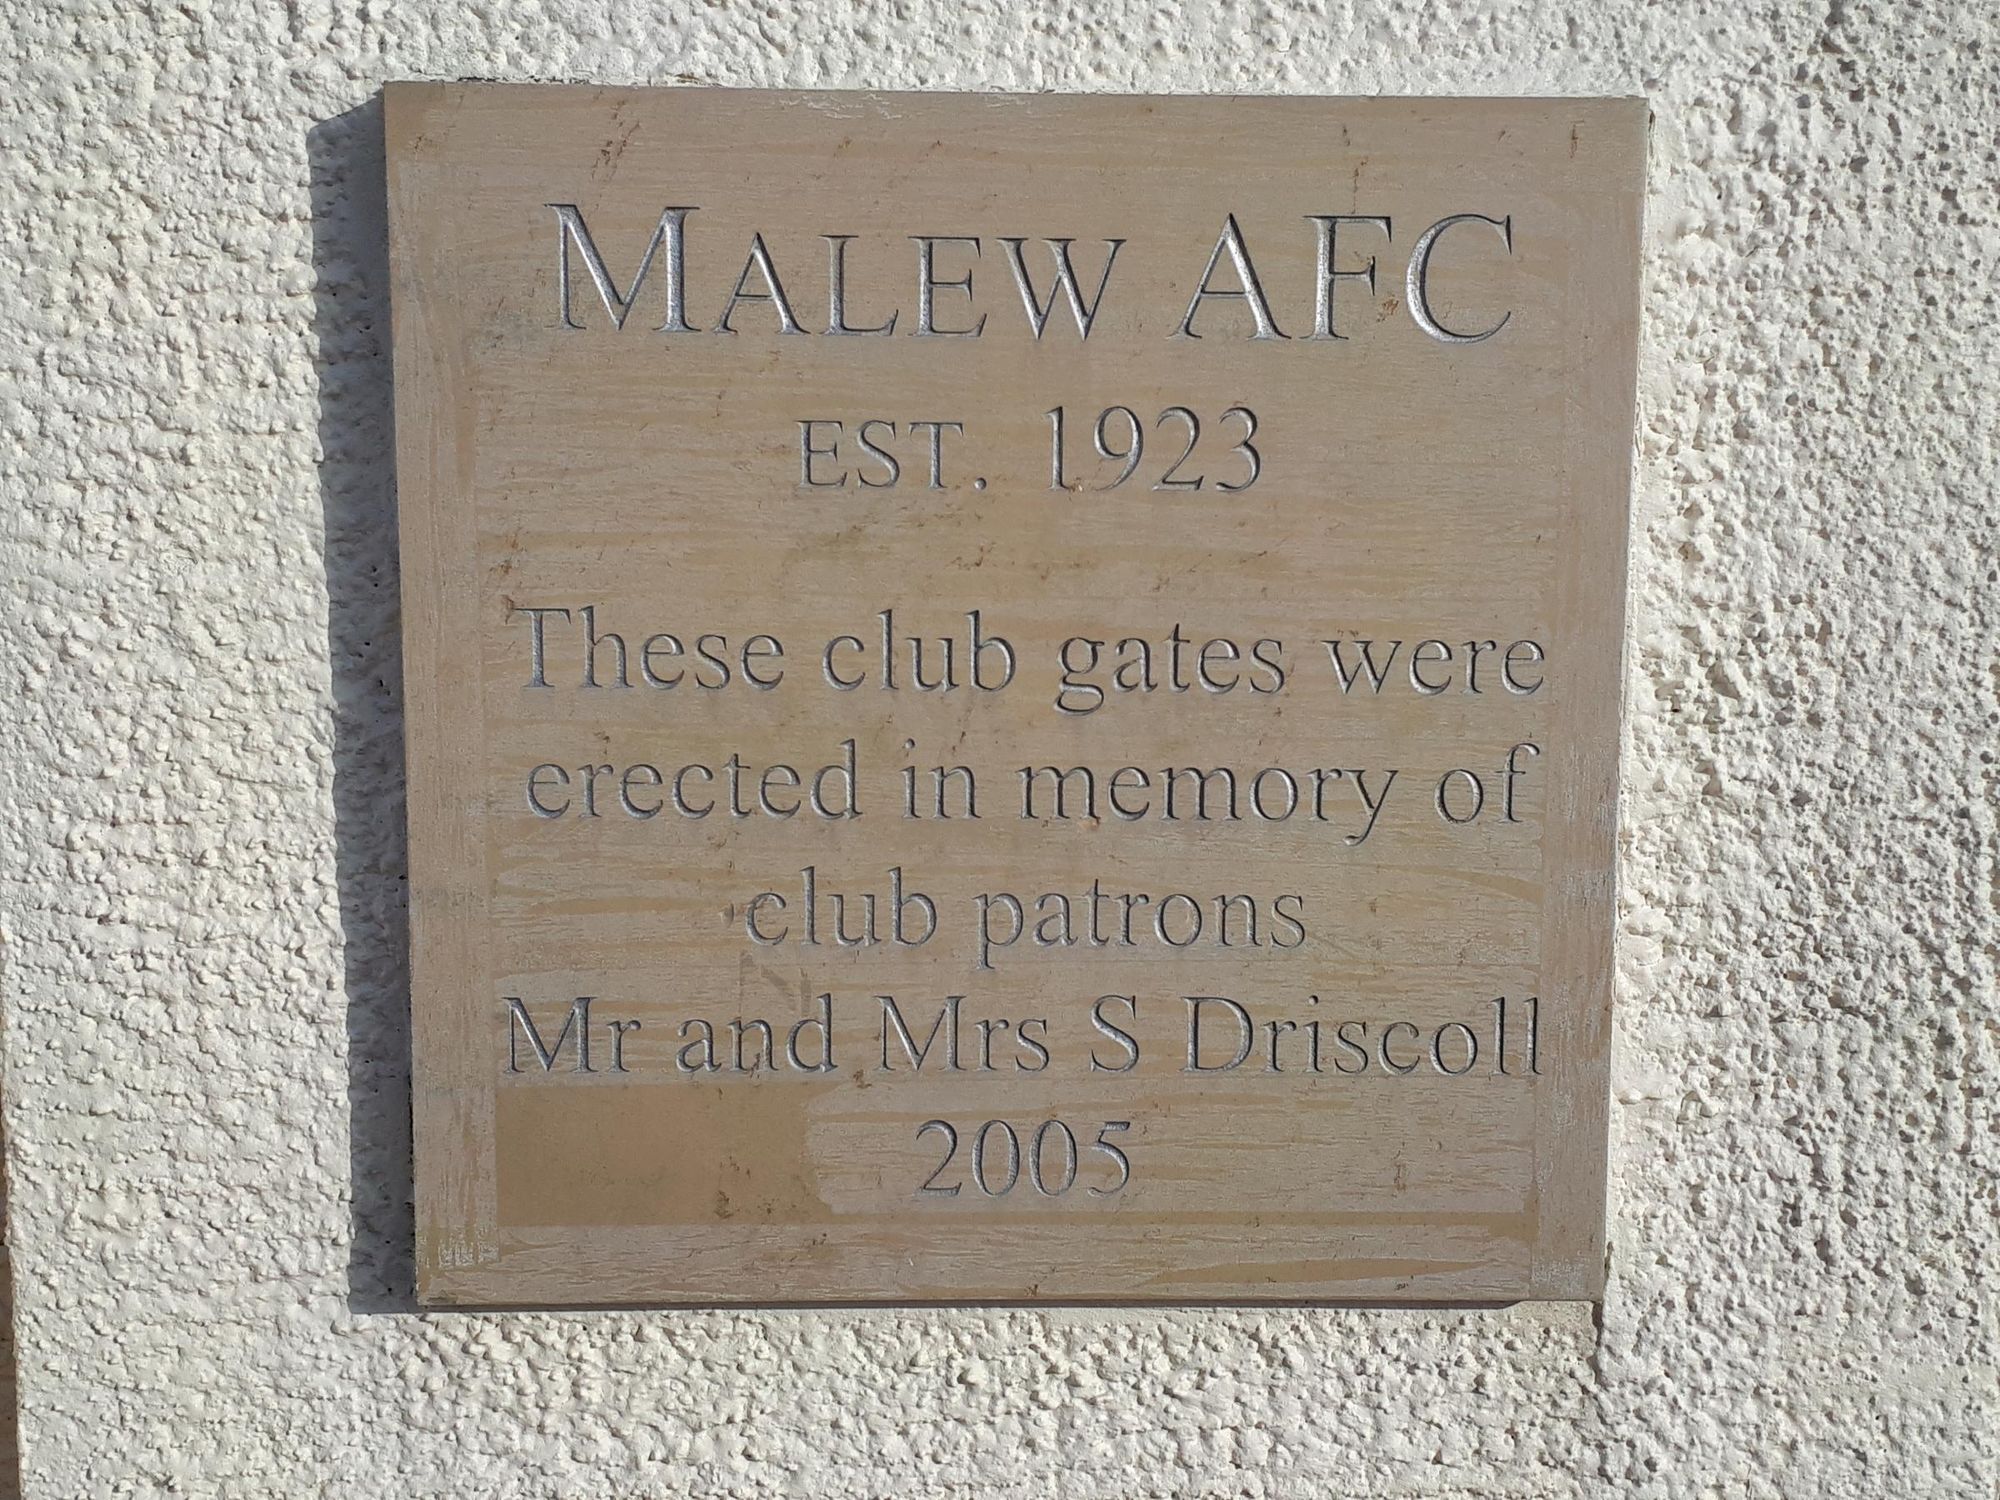 MALEW AFC
EST. 1923
These club gates were
erected in memory of
club patrons
Mr and Mrs S Driscoll
2005